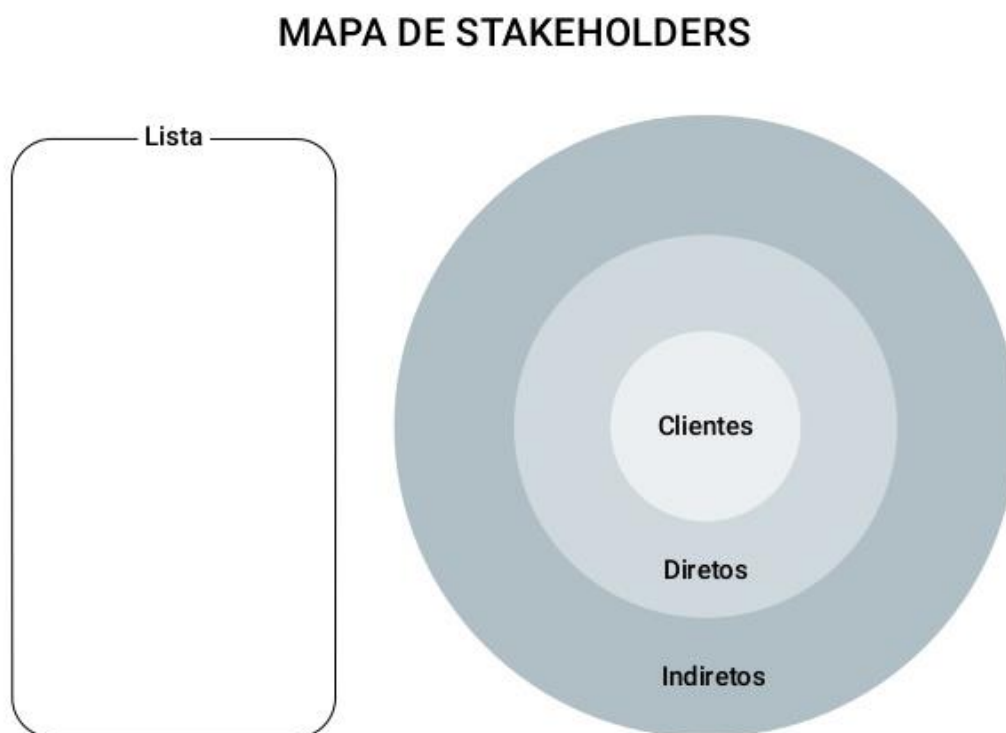 MAPA DE STAKEHOLDERS
Lista
Clientes
Diretos
Indiretos